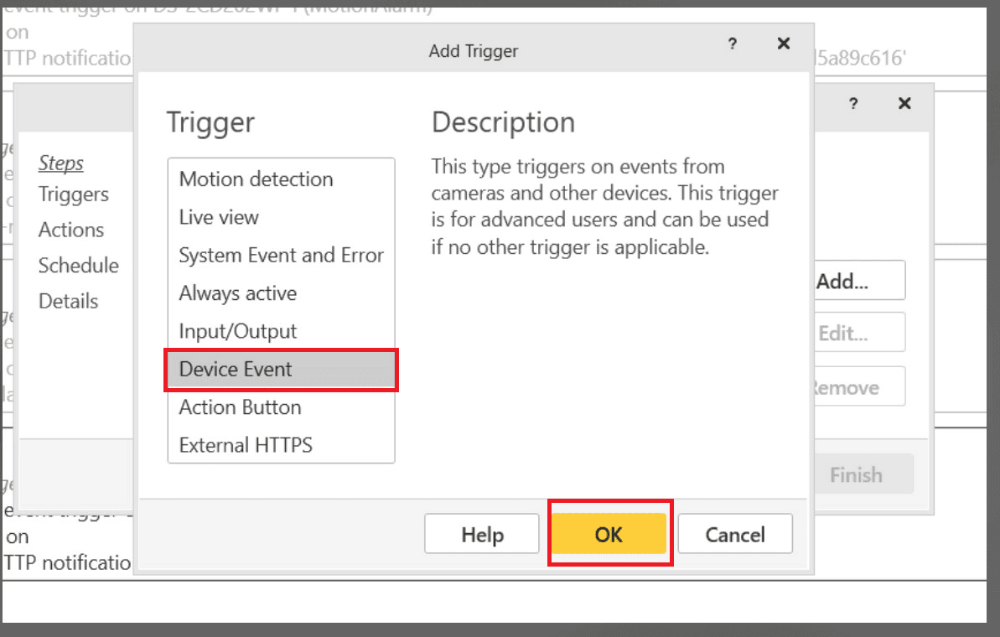 on
TTP notificatio
Add Trigger
?
l5a89c616'
?
Trigger
Description
Steps
Triggers
Actions
Schedule
Details
Motion detection
Live view
System Event and Error
Always active
Input/Output
Device Event
Action Button
External HTTPS
This type triggers on events from
cameras and other devices. This trigger
is for advanced users and can be used
if no other trigger is applicable.
Add...
Edit...
Remove
Finish
Help
OK
Cancel
on
TTP notificatio